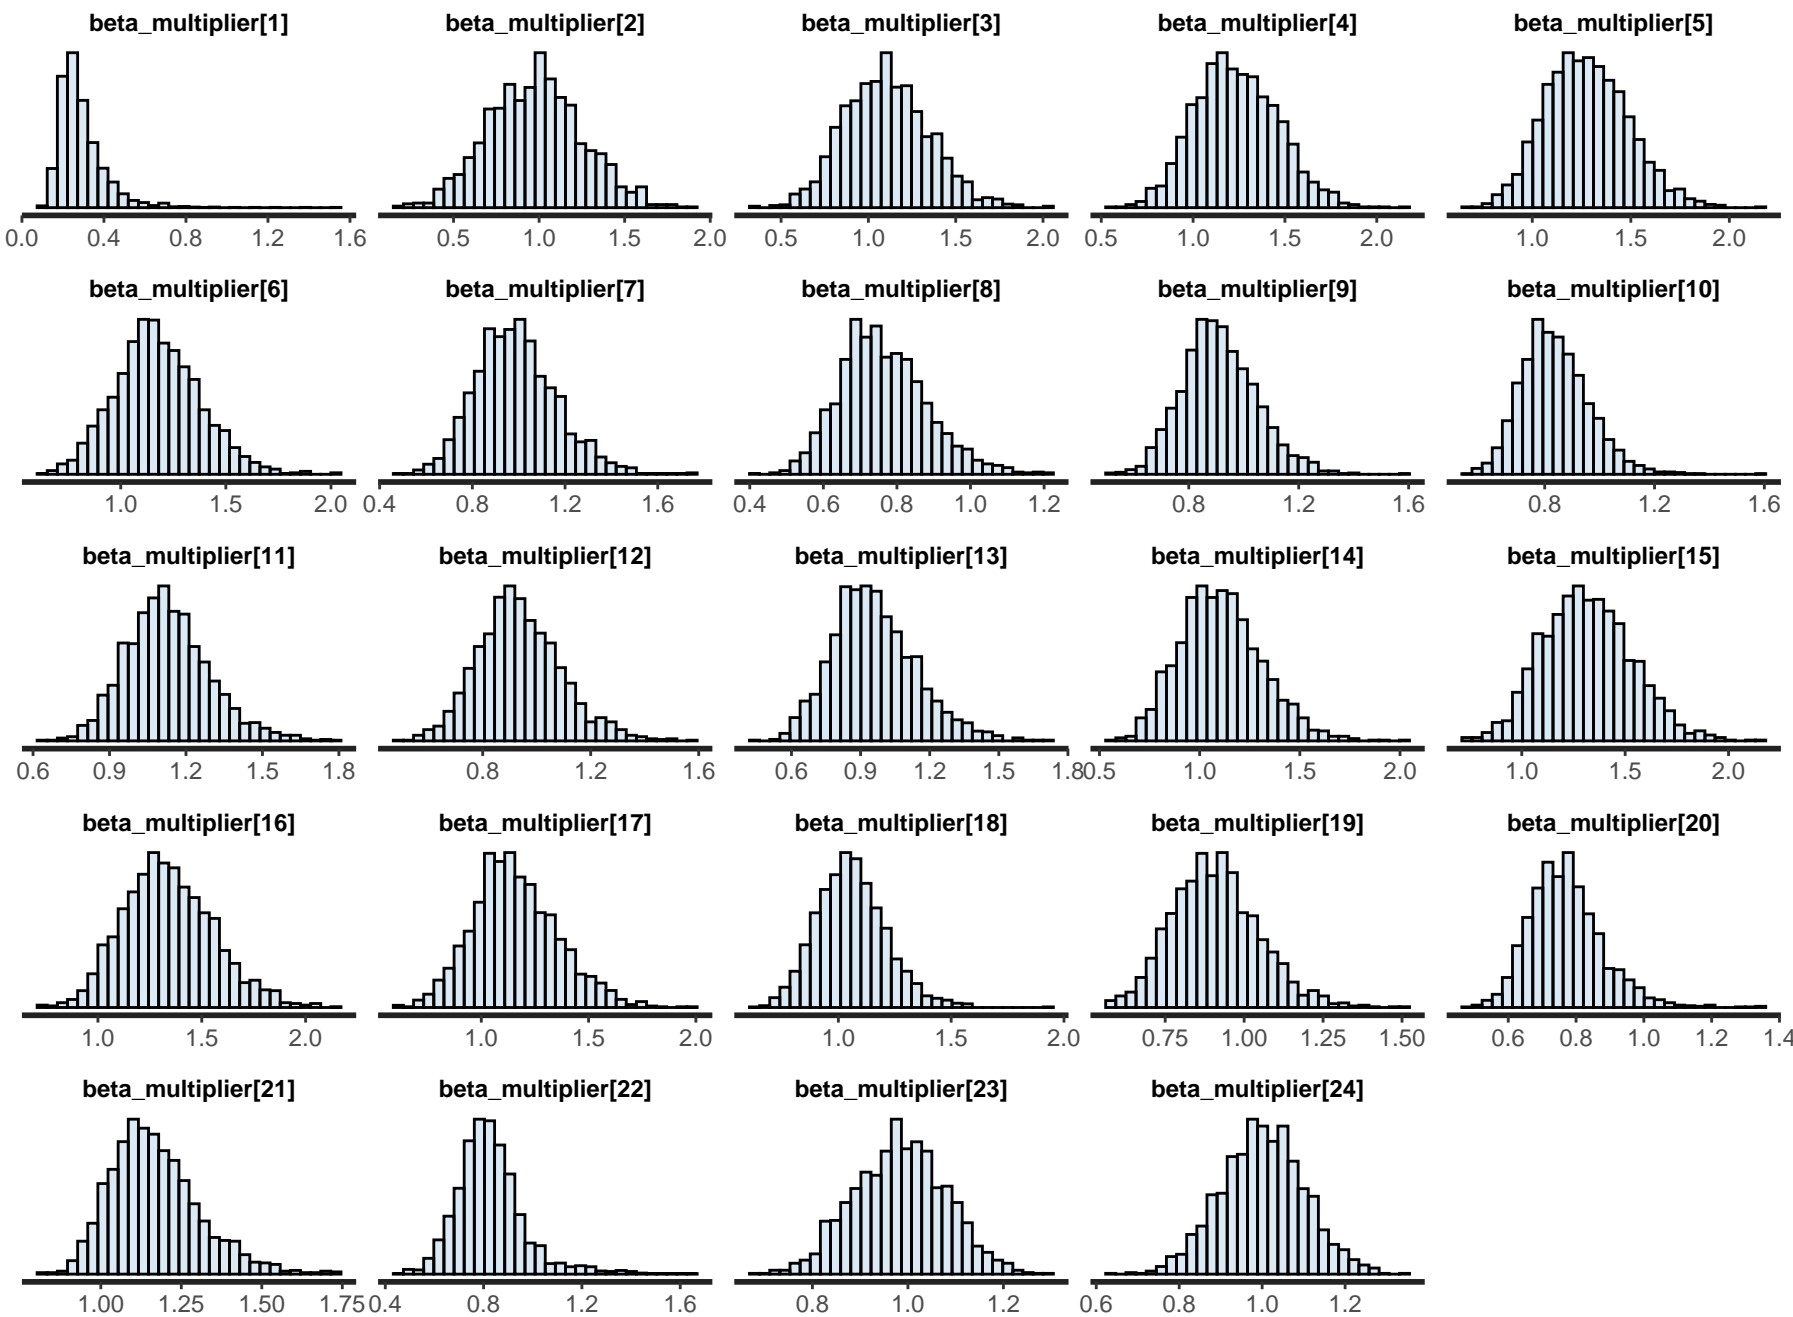 beta_multiplier[1] beta_multiplier[2] beta_multiplier[3] beta_multiplier[4] beta_multiplier[5]
0.0 0.4 0.8 1.2 1.6 0.5 1.0 1.5 2.0 0.5 1.0 1.5 2.0 0.5 1.0 1.5 2.0 1.0 1.5 2.0
beta_multiplier[6] beta_multiplier[7] beta_multiplier[8] beta_multiplier[9] beta_multiplier[10]
1.0 1.5 2.0 0.4 0.8 1.2 1.6 0.4 0.6 0.8 1.0 1.2 0.8 1.2 1.6 0.8 1.2 1.6
beta_multiplier[11] beta_multiplier[12] beta_multiplier[13] beta_multiplier[14] beta_multiplier[15]
0.6 0.9 1.2 1.5 1.8 0.8 1.2 1.6 0.6 0.9 1.2 1.5 1.8 0.5 1.0 1.5 2.0 1.0 1.5 2.0
beta_multiplier[16] beta_multiplier[17] beta_multiplier[18] beta_multiplier[19] beta_multiplier[20]
1.0 1.5 2.0 1.0 1.5 2.0 1.0 1.5 2.0 0.75 1.00 1.25 1.50 0.6 0.8 1.0 1.2 1.4
beta_multiplier[21] beta_multiplier[22] beta_multiplier[23] beta_multiplier[24]
1.00 1.25 1.50 1.75 0.4 0.8 1.2 1.6 0.8 1.0 1.2 0.6 0.8 1.0 1.2